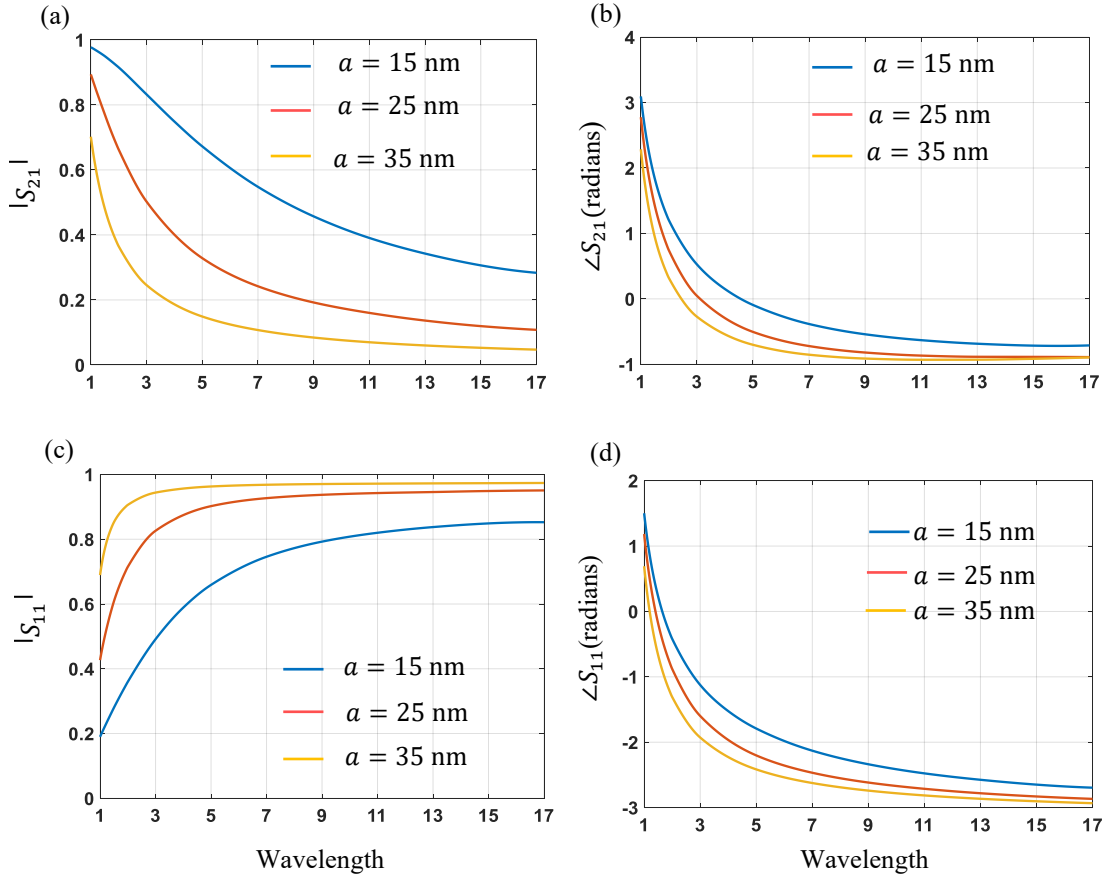 (a)
|S21|
1
0.8
0.6
0.4
0.2
0
a = 15 nm
a = 25 nm
a = 35 nm
1 3 5 7 9 11 13 15 17
(b)
∠S21(radians)
4
3
2
1
0
-1
a = 15 nm
a = 25 nm
a = 35 nm
1 3 5 7 9 11 13 15 17
(c)
|S11|
1
0.8
0.6
0.4
0.2
0
a = 15 nm
a = 25 nm
a = 35 nm
1 3 5 7 9 11 13 15 17
Wavelength
(d)
∠S11(radians)
2
1
0
-1
-2
-3
a = 15 nm
a = 25 nm
a = 35 nm
1 3 5 7 9 11 13 15 17
Wavelength